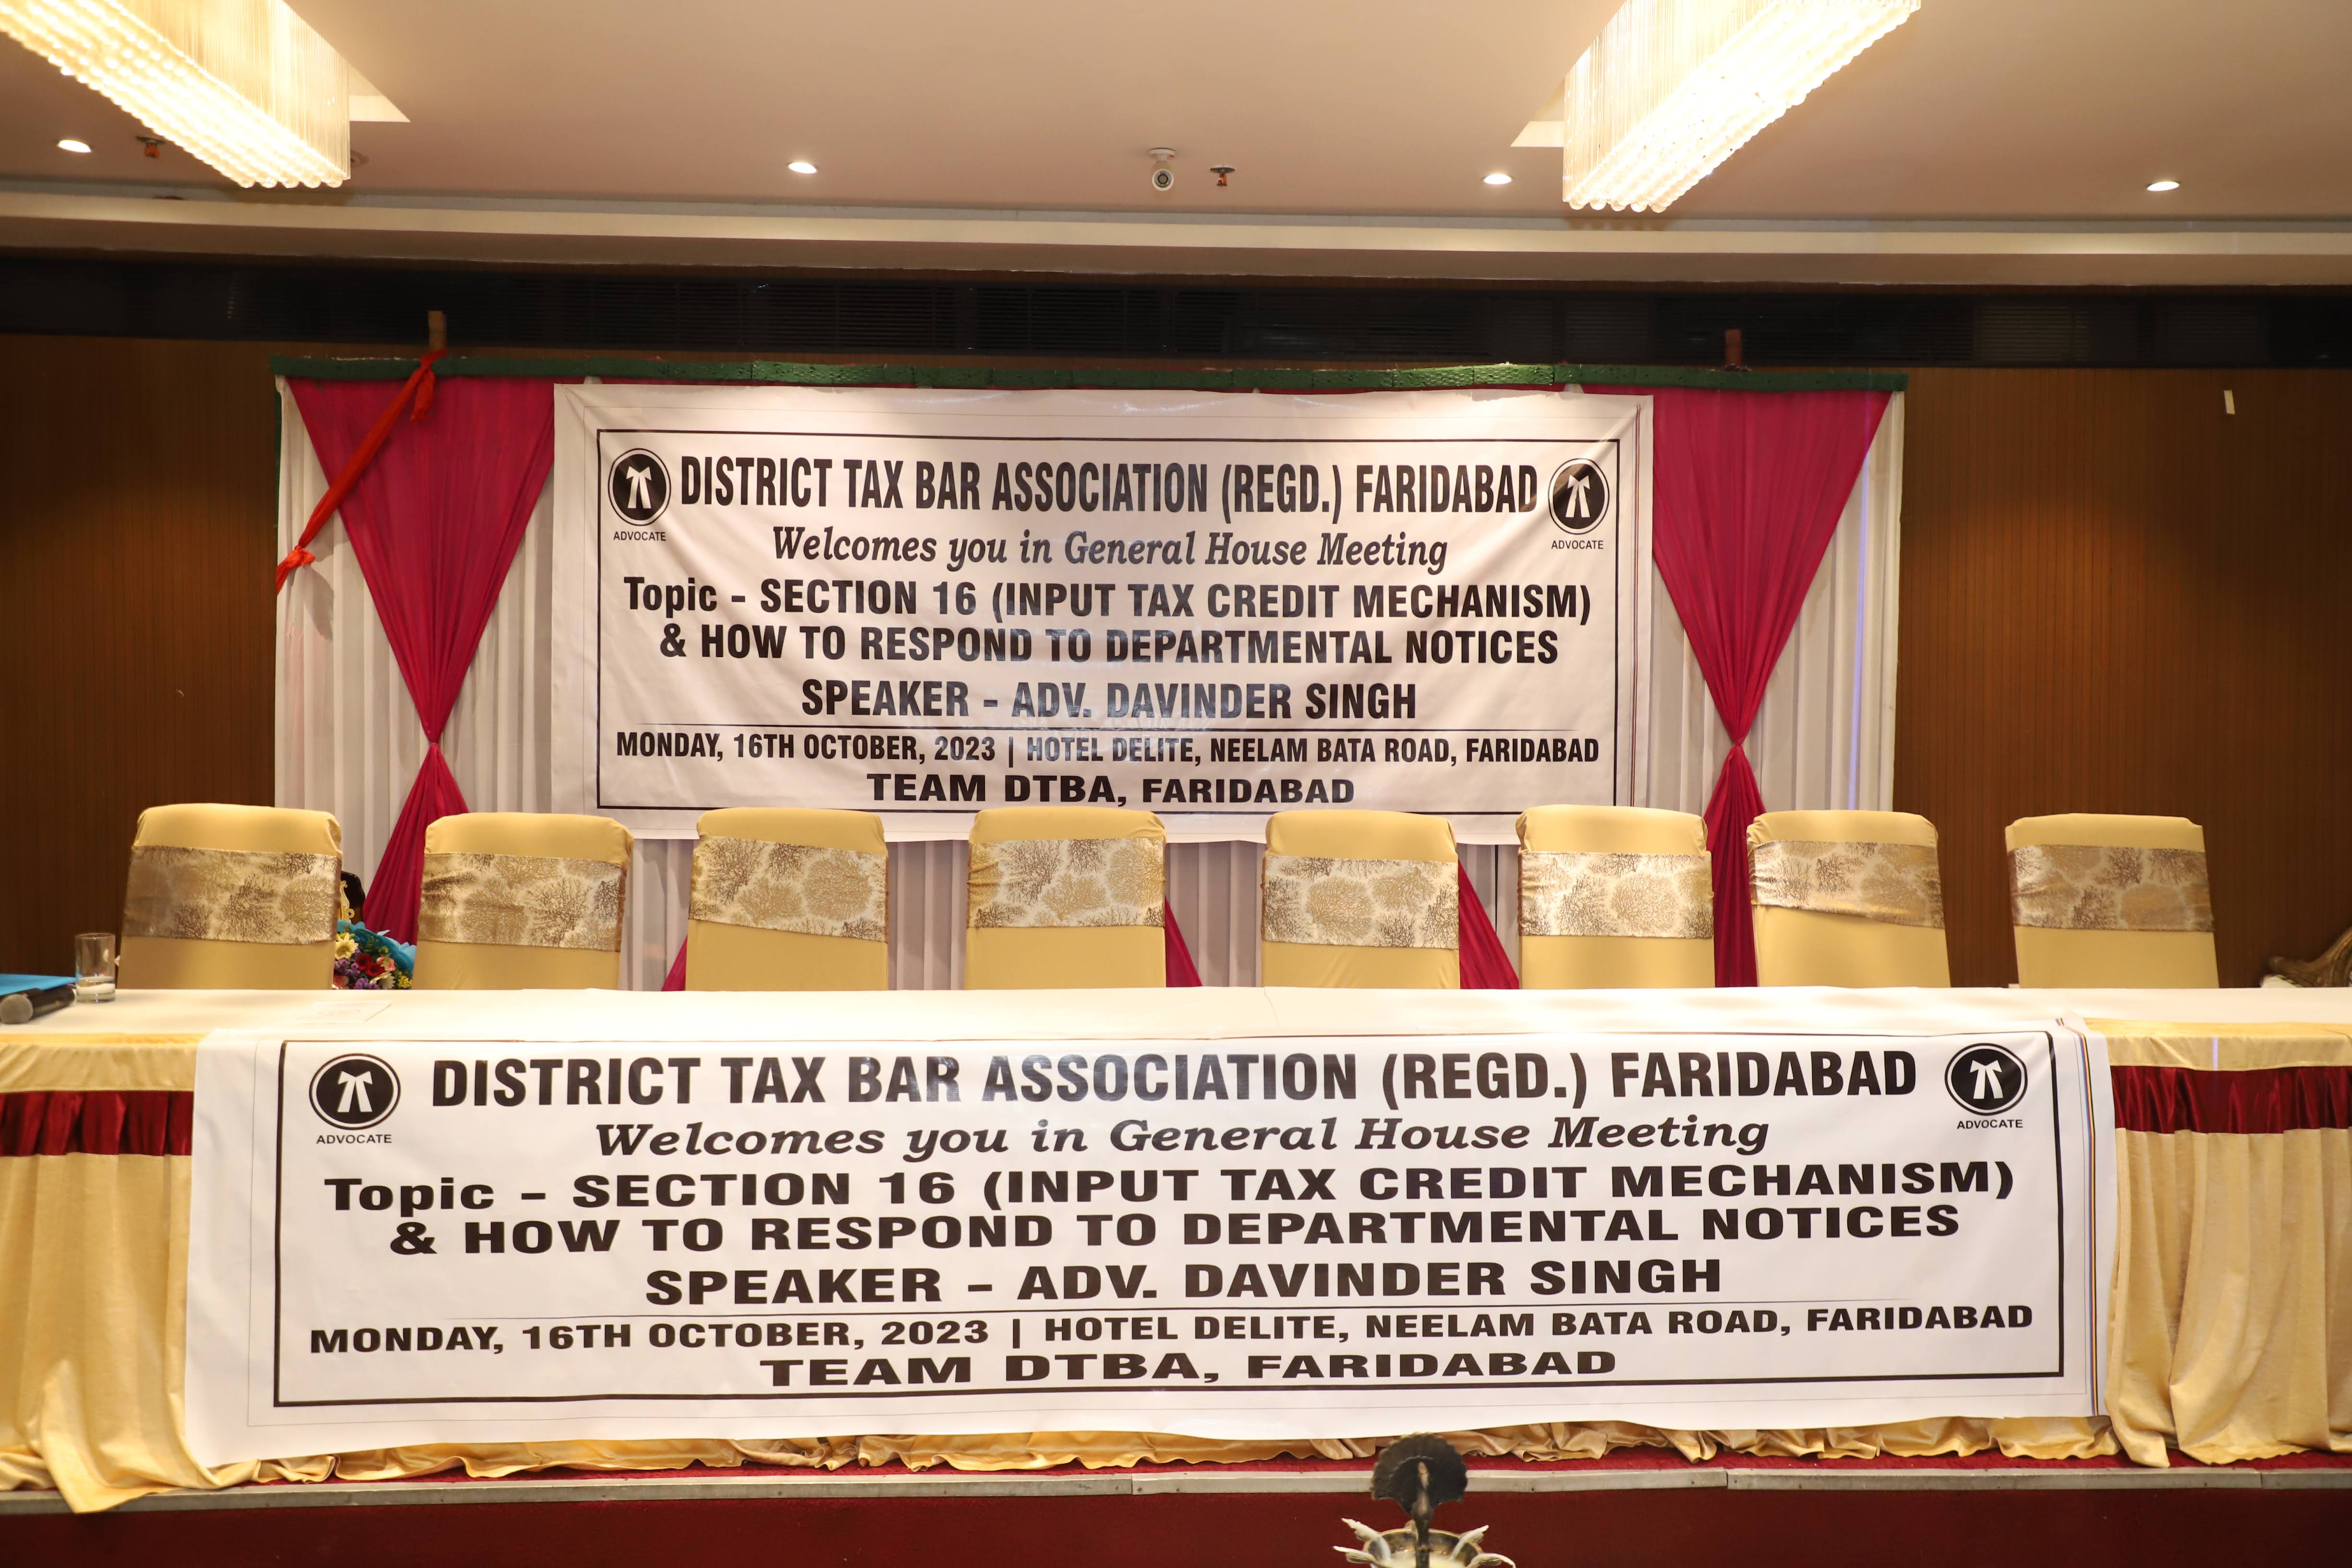 DISTRICT TAX BAR ASSOCIATION (REGD.) FARIDABAD
ADVOCATE
ADVOCATE
Welcomes you in General House Meeting
Topic - SECTION 16 (INPUT TAX CREDIT MECHANISM)
& HOW TO RESPOND TO DEPARTMENTAL NOTICES
SPEAKER - ADV. DAVINDER SINGH
MONDAY, 16TH OCTOBER, 2023 | HOTEL DELITE, NEELAM BATA ROAD, FARIDABAD
TEAM DTBA, FARIDABAD
DISTRICT TAX BAR ASSOCIATION (REGD.) FARIDABAD
ADVOCATE
ADVOCATE
Welcomes you in General House Meeting
Topic - SECTION 16 (INPUT TAX CREDIT MECHANISM)
& HOW TO RESPOND TO DEPARTMENTAL NOTICES
SPEAKER - ADV. DAVINDER SINGH
MONDAY, 16TH OCTOBER, 2023 | HOTEL DELITE, NEELAM BATA ROAD, FARIDABAD
TEAM DTBA, FARIDABAD